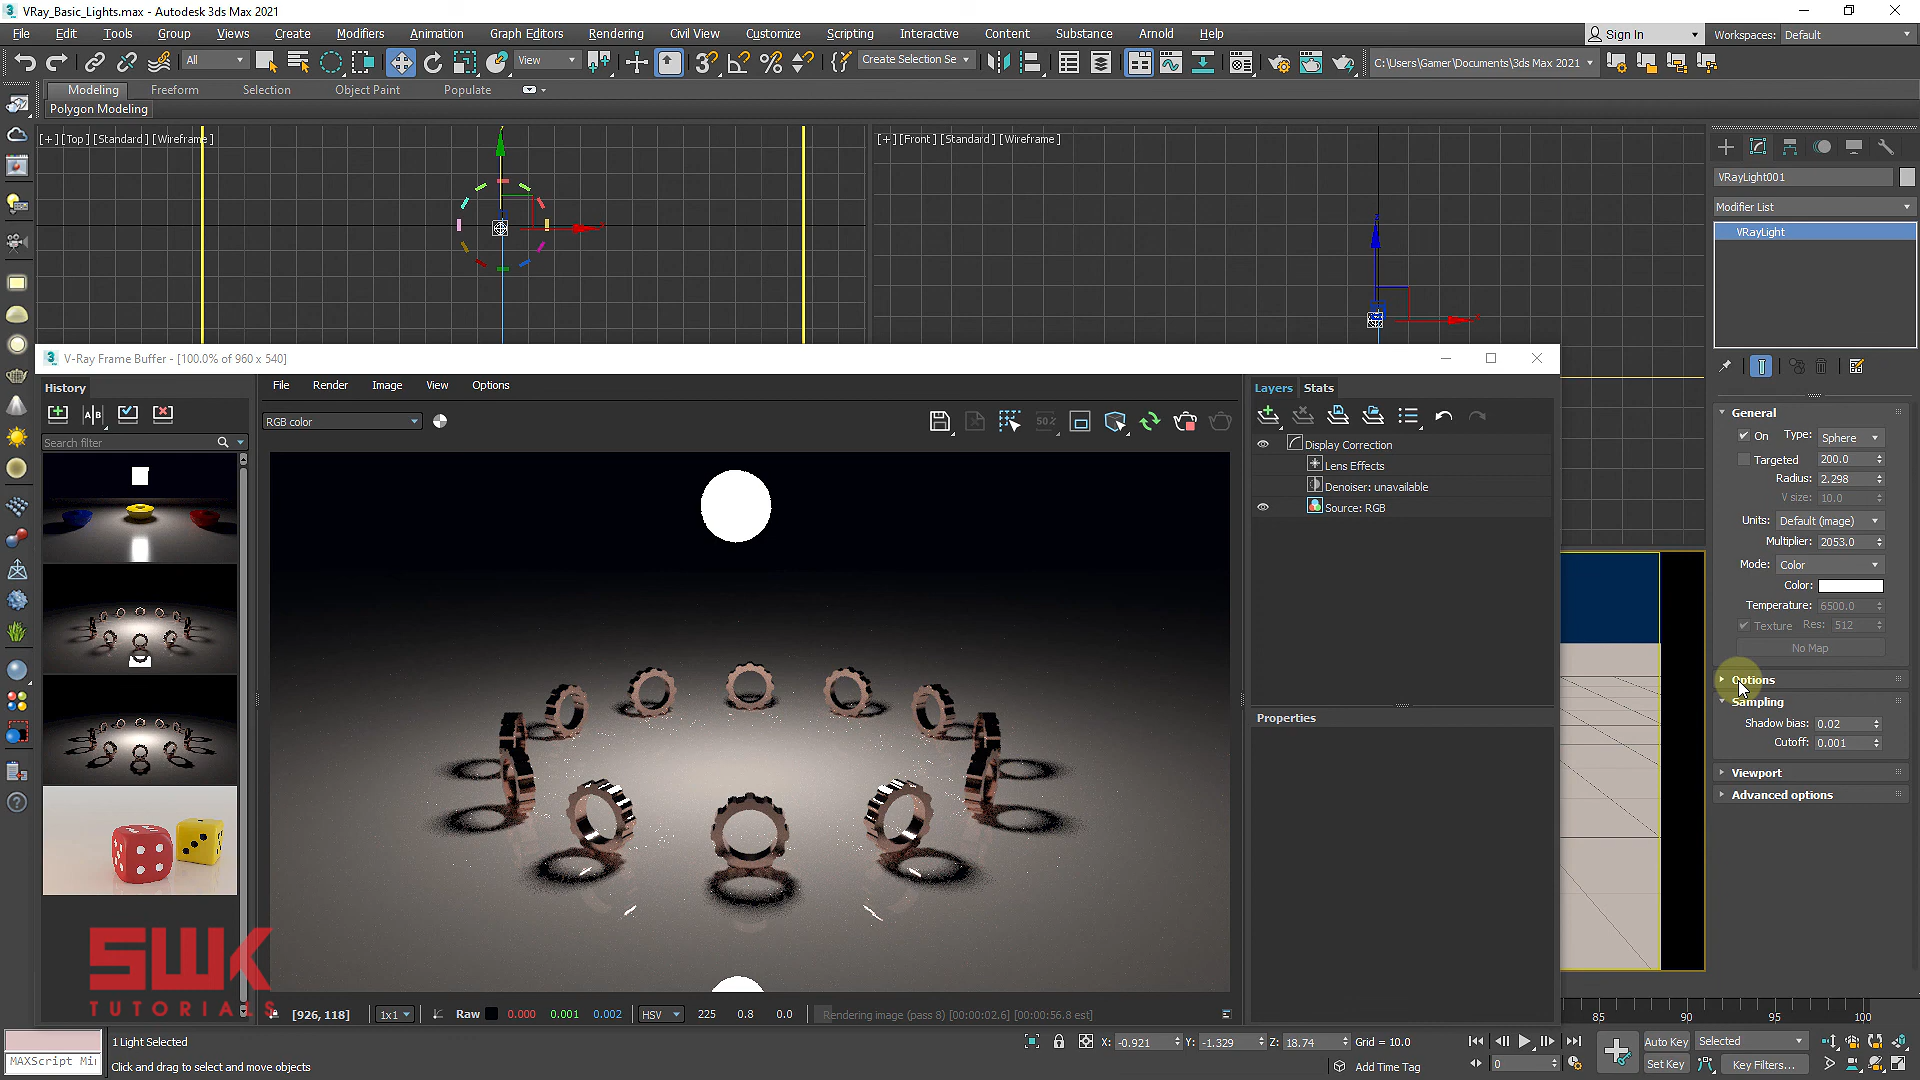 VRay_Basic_Lights.max - Autodesk 3ds Max 2021
File Edit Tools Group Views Create Modifiers Animation Graph Editors Rendering Civil View Customize Scripting Interactive Content Substance Arnold Help
Sign In Workspaces: Default
All View Create Selection Se C:\Users\Gamer\Documents\3ds Max 2021
Modeling Freeform Selection Object Paint Populate
Polygon Modeling
[+] [Top] [Standard] [Wireframe]
[+] [Front] [Standard] [Wireframe]
VRayLight001
Modifier List
VRayLight
V-Ray Frame Buffer - [100.0% of 960 x 540]
History
File Render Image View Options
Search filter
RGB color
50%
Layers Stats
Display Correction
Lens Effects
Denoiser: unavailable
Source: RGB
Properties
General
On Type: Sphere
Targeted 200.0
Radius: 2.298
V size: 10.0
Units: Default (image)
Multiplier: 2053.0
Mode: Color
Color:
Temperature: 6500.0
Texture Res: 512
No Map
Options
Sampling
Shadow bias: 0.02
Cutoff: 0.001
Viewport
Advanced options
SWK
TUTORIALS
[926, 118] 1x1 Raw 0.000 0.001 0.002 HSV 225 0.8 0.0 Rendering image (pass 8) [00:00:02.6] [00:00:56.8 est]
85 90 95 100
1 Light Selected
X: -0.921 Y: -1.329 Z: 18.74 Grid = 10.0
Auto Key Selected
MAXScript Mi
Click and drag to select and move objects
Add Time Tag
0
Set Key Key Filters...